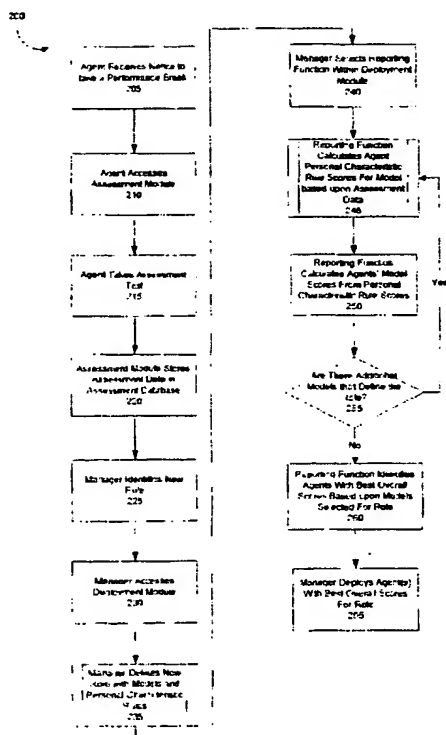 200
Agent Receives Notice to
Take a Performance Break
205
Agent Accesses
Assessment Module
210
Agent Takes Assessment
Test
215
Assessment Module Stores
Assessment Data in
Assessment Database
220
Manager Identifies New
Role
225
Manager Accesses
Deployment Module
230
Manager Defines New
Role with Models and
Personal Characteristic
Rules
235
Manager Selects Reporting
Function Within Deployment
Module
240
Reporting Function
Calculates Agent
Personal Characteristic
Rule Scores For Model
based upon Assessment
Data
245
Reporting Function
Calculates Agents' Model
Scores From Personal
Characteristic Rule Scores
250
Are There Additional
Models that Define the
Role?
255
Yes
No
Reporting Function Identifies
Agents With Best Overall
Scores Based upon Models
Selected For Role
260
Manager Deploys Agent(s)
With Best Overall Scores
For Role
265